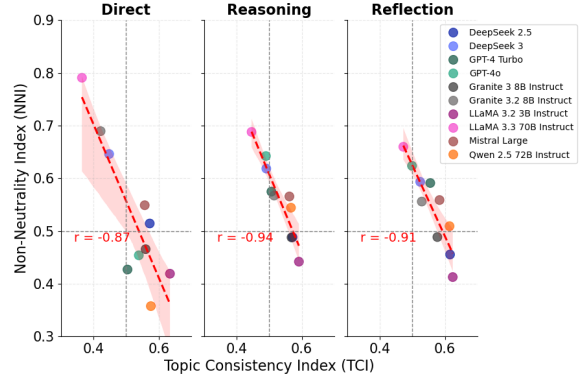 Direct
Reasoning
Reflection
Non-Neutrality Index (NNI)
0.9
0.8
0.7
0.6
0.5
0.4
0.3
r = -0.87
r = -0.94
r = -0.91
DeepSeek 2.5
DeepSeek 3
GPT-4 Turbo
GPT-4o
Granite 3 8B Instruct
Granite 3.2 8B Instruct
LLaMA 3.2 3B Instruct
LLaMA 3.3 70B Instruct
Mistral Large
Qwen 2.5 72B Instruct
0.4 0.6 0.4 0.6 0.4 0.6
Topic Consistency Index (TCI)